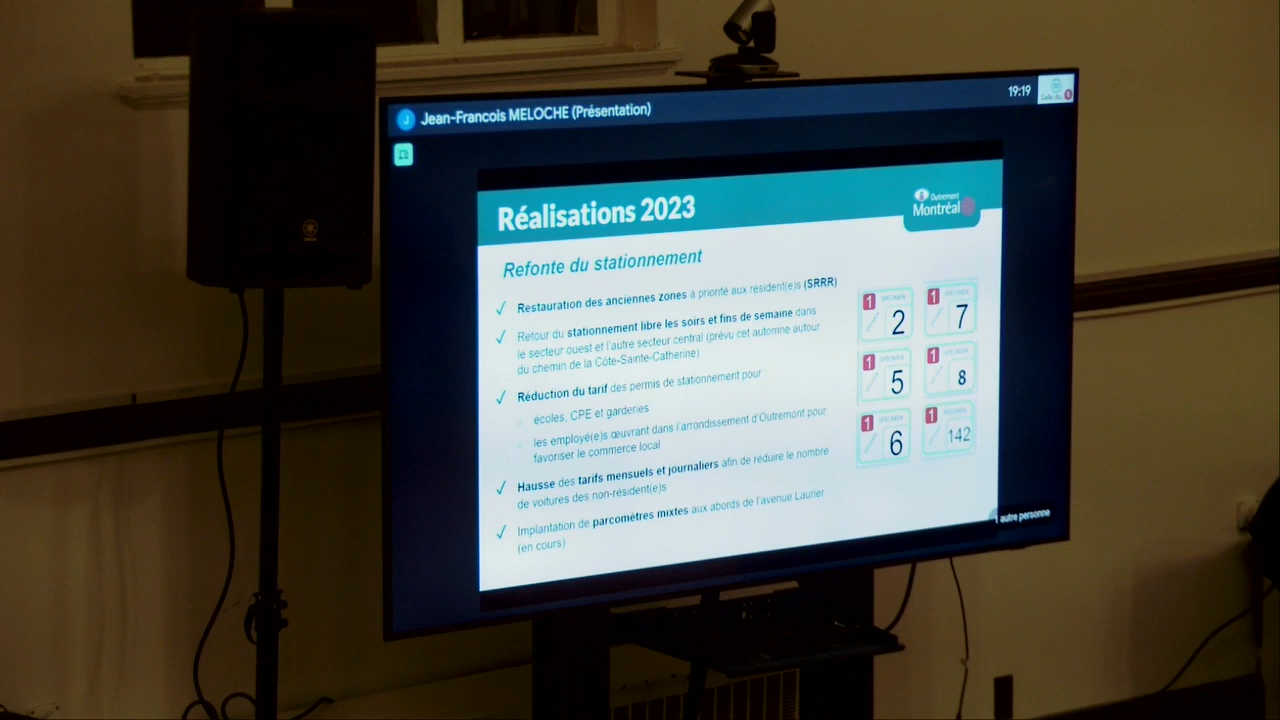 J Jean-Francois MELOCHE (Présentation)
19:19
Réalisations 2023
Outremont
Montréal
Refonte du stationnement
✓ Restauration des anciennes zones à priorité aux résident(e)s (SRRR)
✓ Retour du stationnement libre les soirs et fins de semaine dans
le secteur ouest et l'autre secteur central (prévu cet automne autour
du chemin de la Côte-Sainte-Catherine)
✓ Réduction du tarif des permis de stationnement pour :
écoles, CPE et garderies
les employé(e)s œuvrant dans l'arrondissement d'Outremont pour
favoriser le commerce local
✓ Hausse des tarifs mensuels et journaliers afin de réduire le nombre
de voitures des non-résident(e)s
✓ Implantation de parcomètres mixtes aux abords de l'avenue Laurier
(en cours)
1 SPÉCIMEN 2
1 SPÉCIMEN 7
1 SPÉCIMEN 5
1 SPÉCIMEN 8
1 SPÉCIMEN 6
1 SPÉCIMEN 142
autre personne